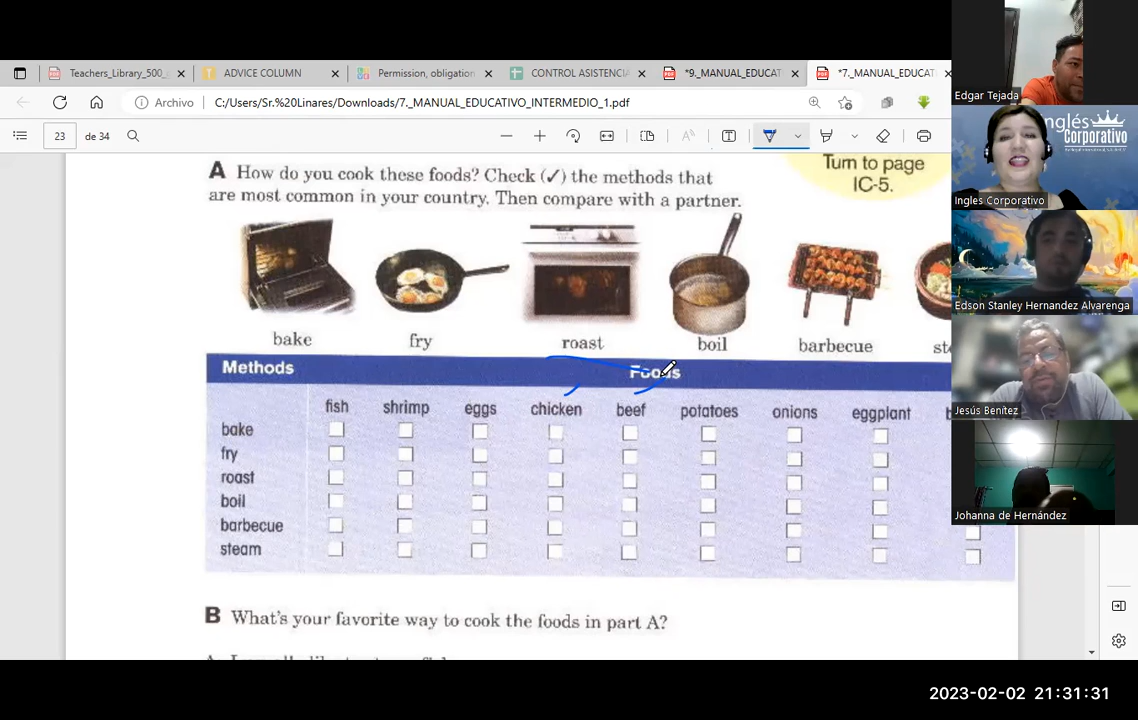 Teachers_Library_500_
ADVICE COLUMN
Permission, obligation
CONTROL ASISTENCIA
*9._MANUAL_EDUCAT
*7._MANUAL_EDUCAT
Archivo
C:/Users/Sr.%20Linares/Downloads/7._MANUAL_EDUCATIVO_INTERMEDIO_1.pdf
23
de 34
A How do you cook these foods? Check (✓) the methods that
are most common in your country. Then compare with a partner.
Turn to page
IC-5.
bake
fry
roast
boil
barbecue
Methods
Foods
fish shrimp eggs chicken beef potatoes onions eggplant
bake
fry
roast
boil
barbecue
steam
B What's your favorite way to cook the foods in part A?
Edgar Tejada
Inglés
Corporativo
Ingles Corporativo
Edson Stanley Hernandez Alvarenga
Jesús Benítez
Johanna de Hernández
2023-02-02 21:31:31